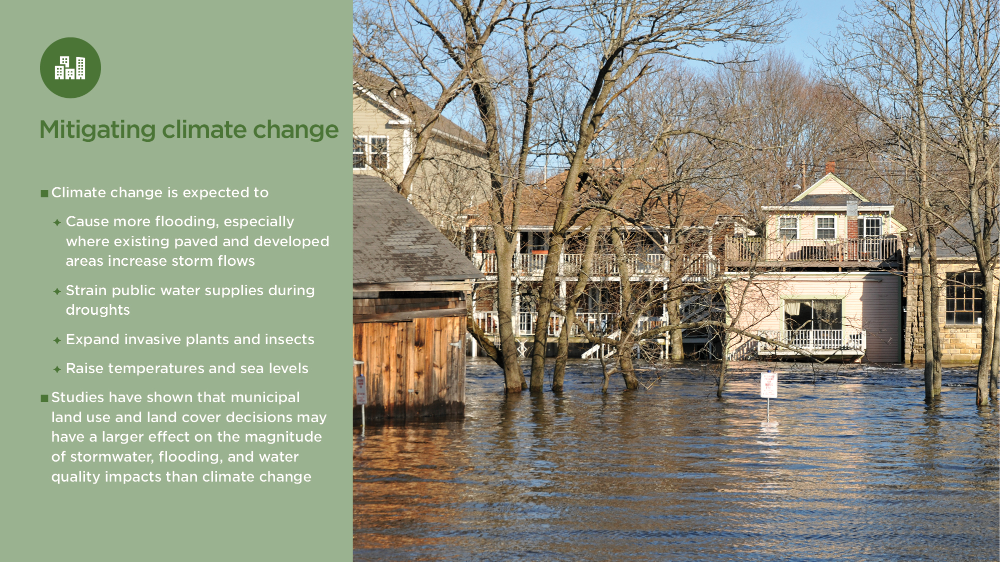 Mitigating climate change
Climate change is expected to
Cause more flooding, especially
where existing paved and developed
areas increase storm flows
Strain public water supplies during
droughts
Expand invasive plants and insects
Raise temperatures and sea levels
Studies have shown that municipal
land use and land cover decisions may
have a larger effect on the magnitude
of stormwater, flooding, and water
quality impacts than climate change